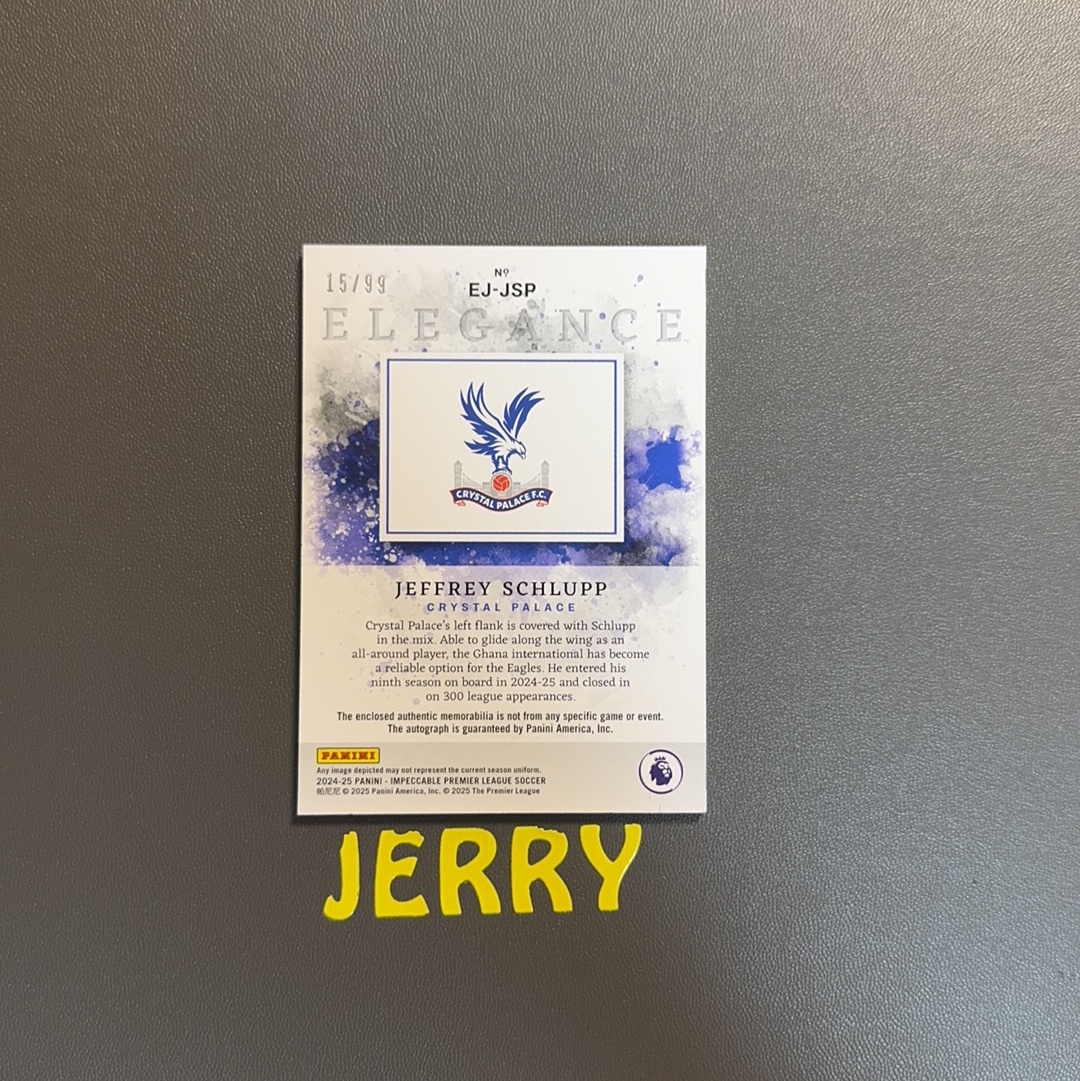 15/99
Nº
EJ-JSP
ELEGANCE
CRYSTAL PALACE F.C.
JEFFREY SCHLUPP
CRYSTAL PALACE
Crystal Palace's left flank is covered with Schlupp
in the mix. Able to glide along the wing as an
all-around player, the Ghana international has become
a reliable option for the Eagles. He entered his
ninth season on board in 2024-25 and closed in
on 300 league appearances.
The enclosed authentic memorabilia is not from any specific game or event.
The autograph is guaranteed by Panini America, Inc.
PANINI
Any image depicted may not represent the current season uniform.
2024-25 PANINI - IMPECCABLE PREMIER LEAGUE SOCCER
帕尼尼 © 2025 Panini America, Inc. © 2025 The Premier League
JERRY